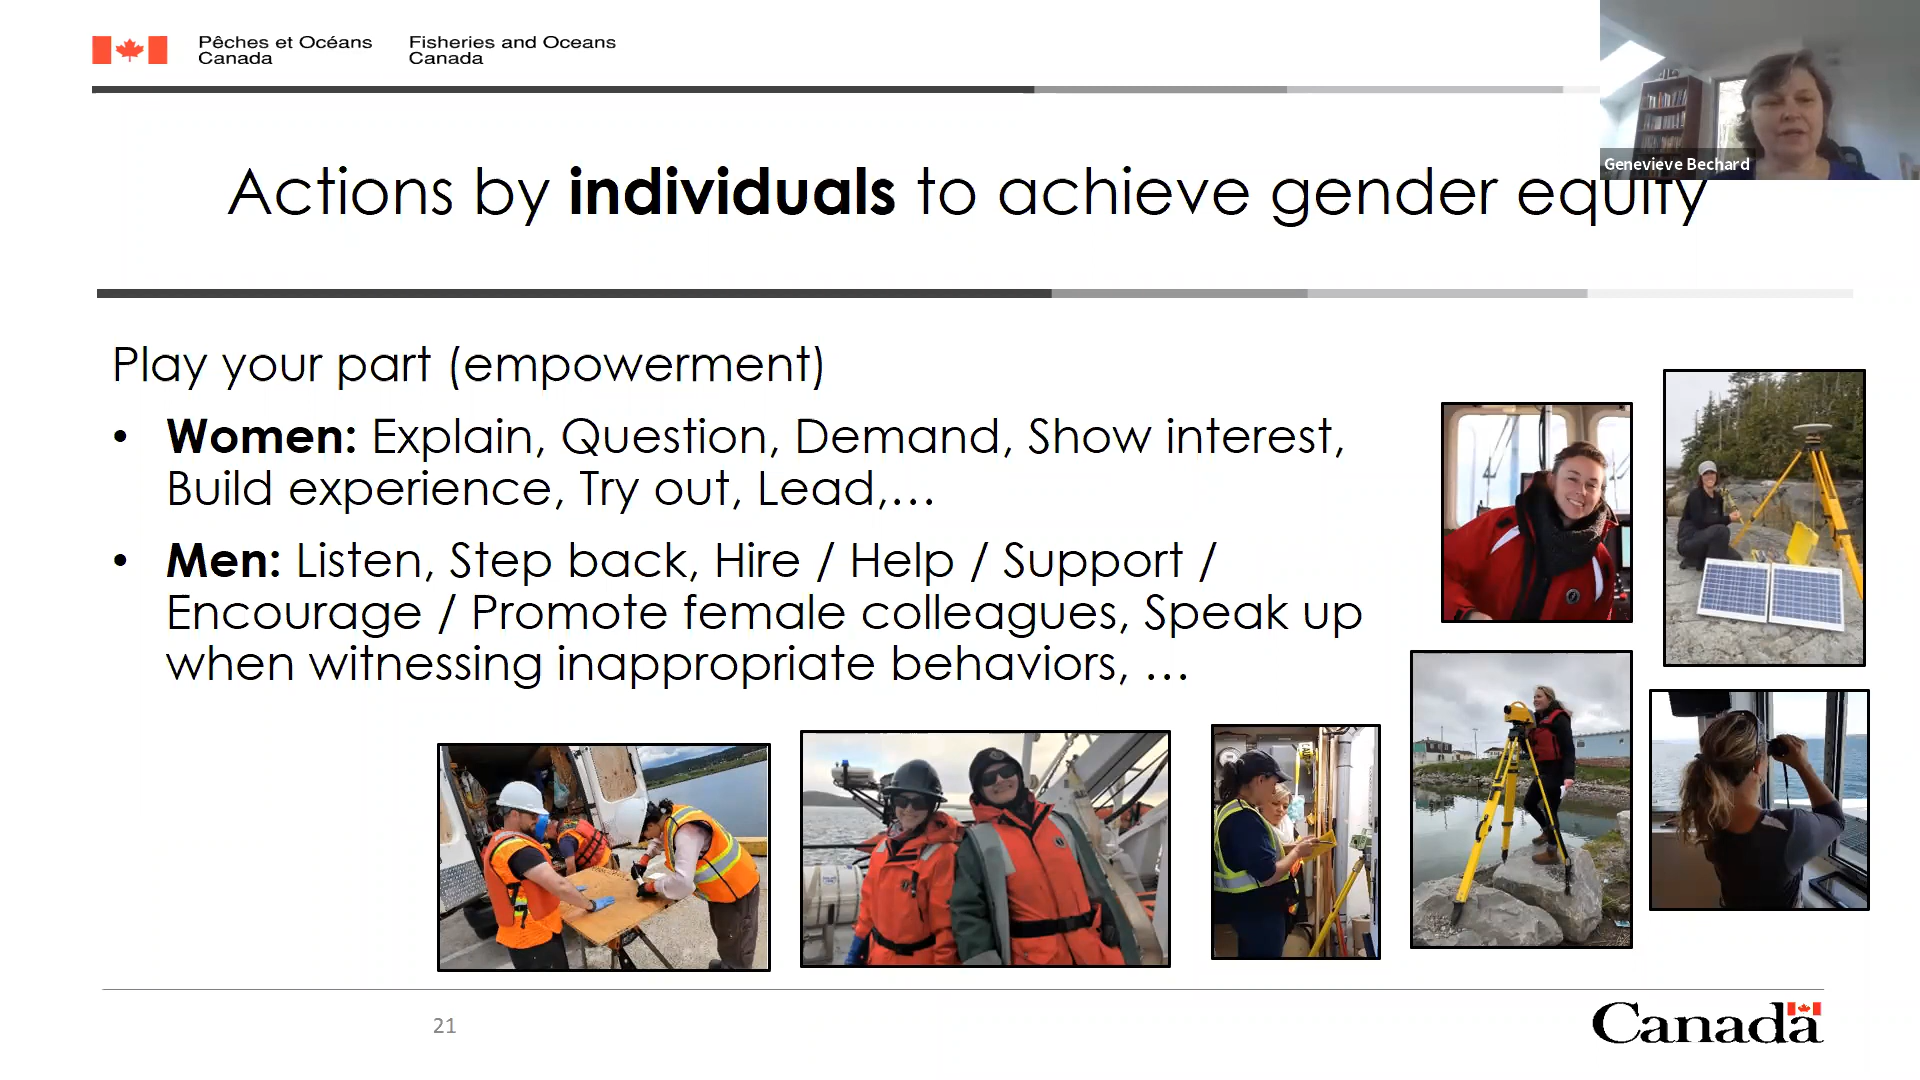 Pêches et Océans
Canada
Fisheries and Oceans
Canada
Genevieve Bechard
Actions by individuals to achieve gender equity
Play your part (empowerment)
• Women: Explain, Question, Demand, Show interest,
Build experience, Try out, Lead,…
• Men: Listen, Step back, Hire / Help / Support /
Encourage / Promote female colleagues, Speak up
when witnessing inappropriate behaviors, …
21
Canada